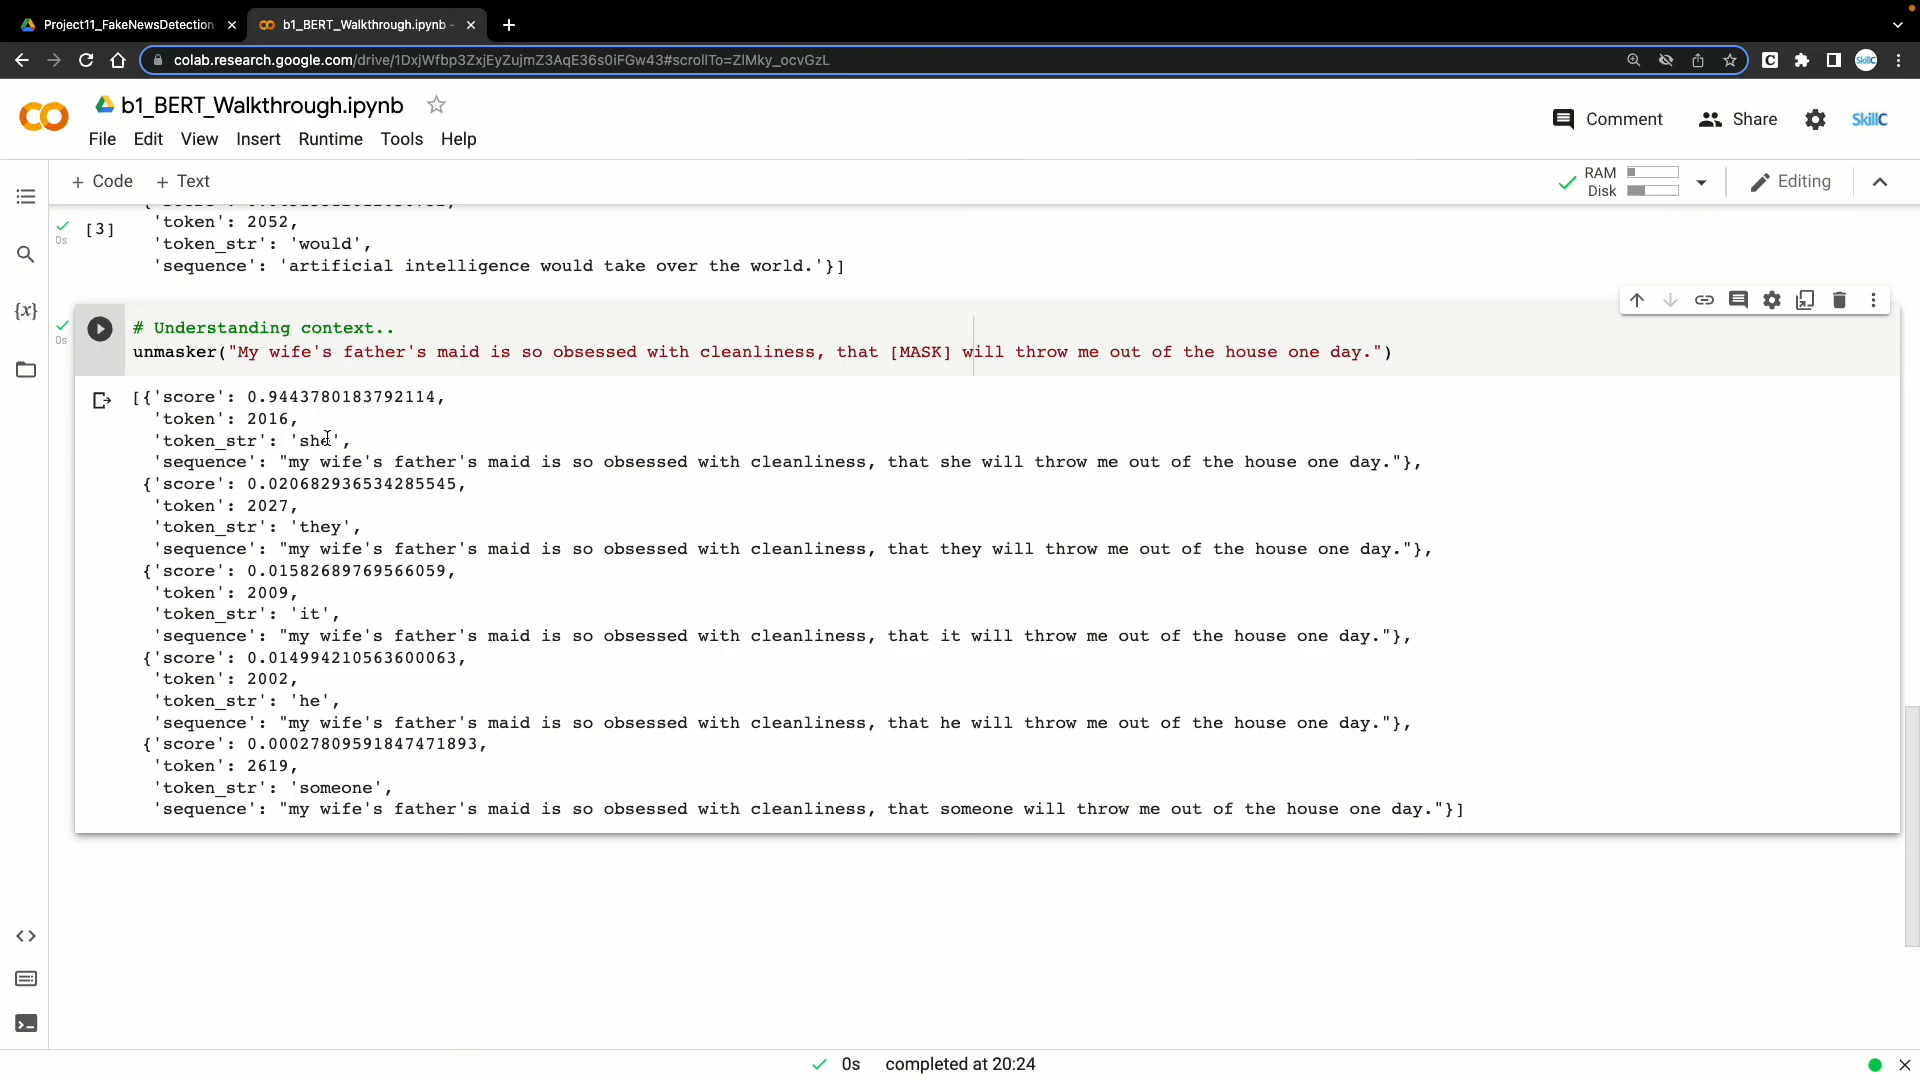 Project11_FakeNewsDetection
b1_BERT_Walkthrough.ipynb -
colab.research.google.com/drive/1DxjWfbp3ZxjEyZujmZ3AqE36s0iFGw43#scrollTo=ZlMky_ocvGzL
b1_BERT_Walkthrough.ipynb
Comment
Share
SkillC
File Edit View Insert Runtime Tools Help
+ Code + Text
RAM
Disk
Editing
[3]
0s
'token': 2052,
'token_str': 'would',
'sequence': 'artificial intelligence would take over the world.'}]
0s
# Understanding context..
unmasker("My wife's father's maid is so obsessed with cleanliness, that [MASK] will throw me out of the house one day.")
[{'score': 0.9443780183792114,
'token': 2016,
'token_str': 'she',
'sequence': "my wife's father's maid is so obsessed with cleanliness, that she will throw me out of the house one day."},
{'score': 0.020682936534285545,
'token': 2027,
'token_str': 'they',
'sequence': "my wife's father's maid is so obsessed with cleanliness, that they will throw me out of the house one day."},
{'score': 0.01582689769566059,
'token': 2009,
'token_str': 'it',
'sequence': "my wife's father's maid is so obsessed with cleanliness, that it will throw me out of the house one day."},
{'score': 0.014994210563600063,
'token': 2002,
'token_str': 'he',
'sequence': "my wife's father's maid is so obsessed with cleanliness, that he will throw me out of the house one day."},
{'score': 0.00027809591847471893,
'token': 2619,
'token_str': 'someone',
'sequence': "my wife's father's maid is so obsessed with cleanliness, that someone will throw me out of the house one day."}]
0s completed at 20:24